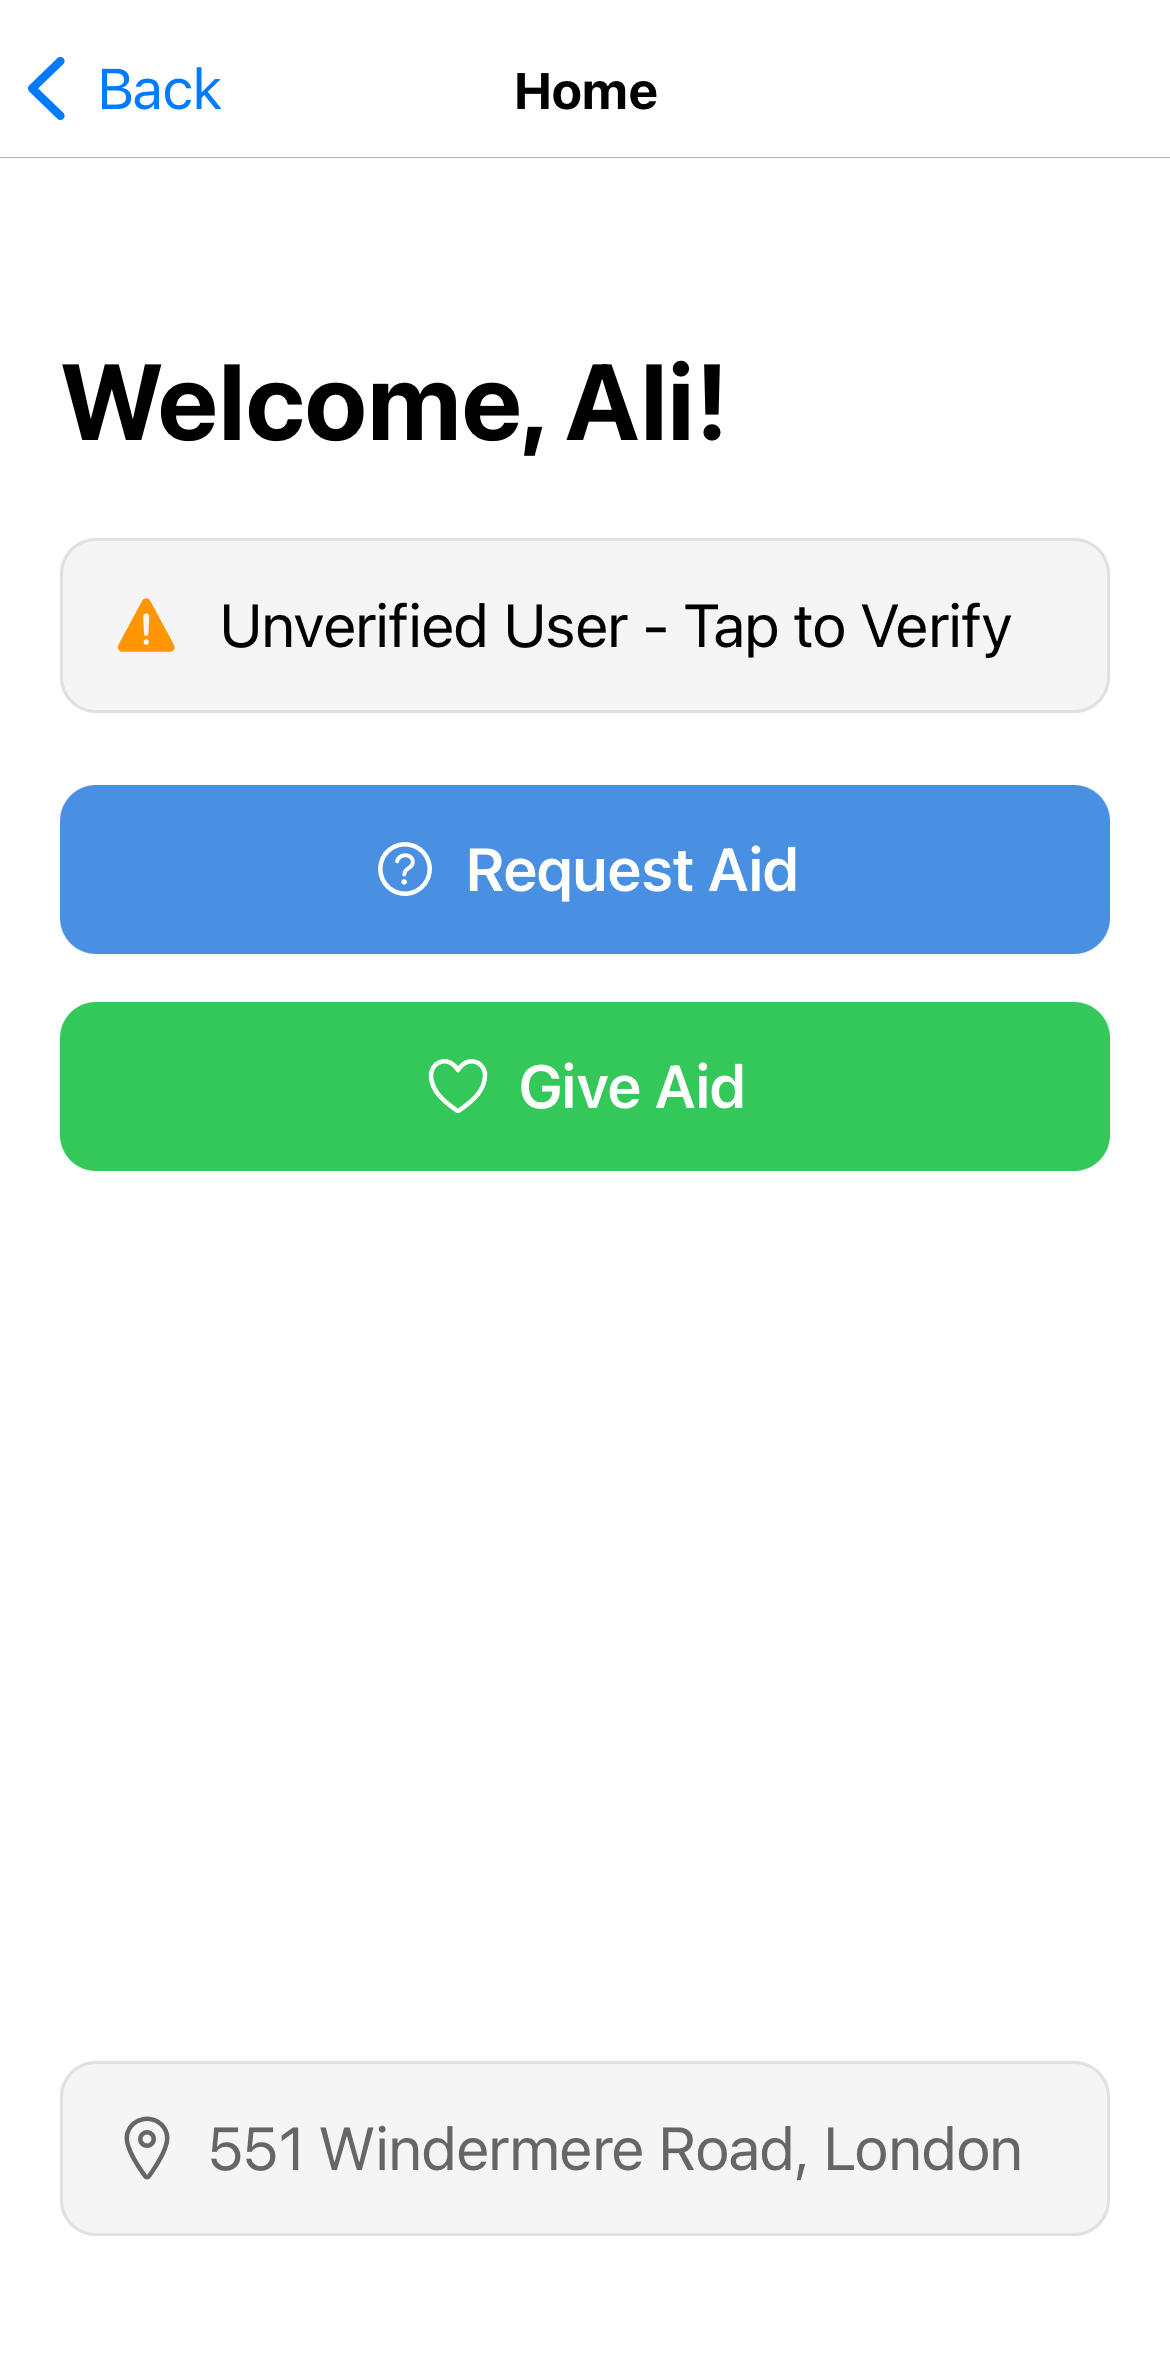 Back
Home
Welcome, Ali!
Unverified User - Tap to Verify
Request Aid
Give Aid
551 Windermere Road, London